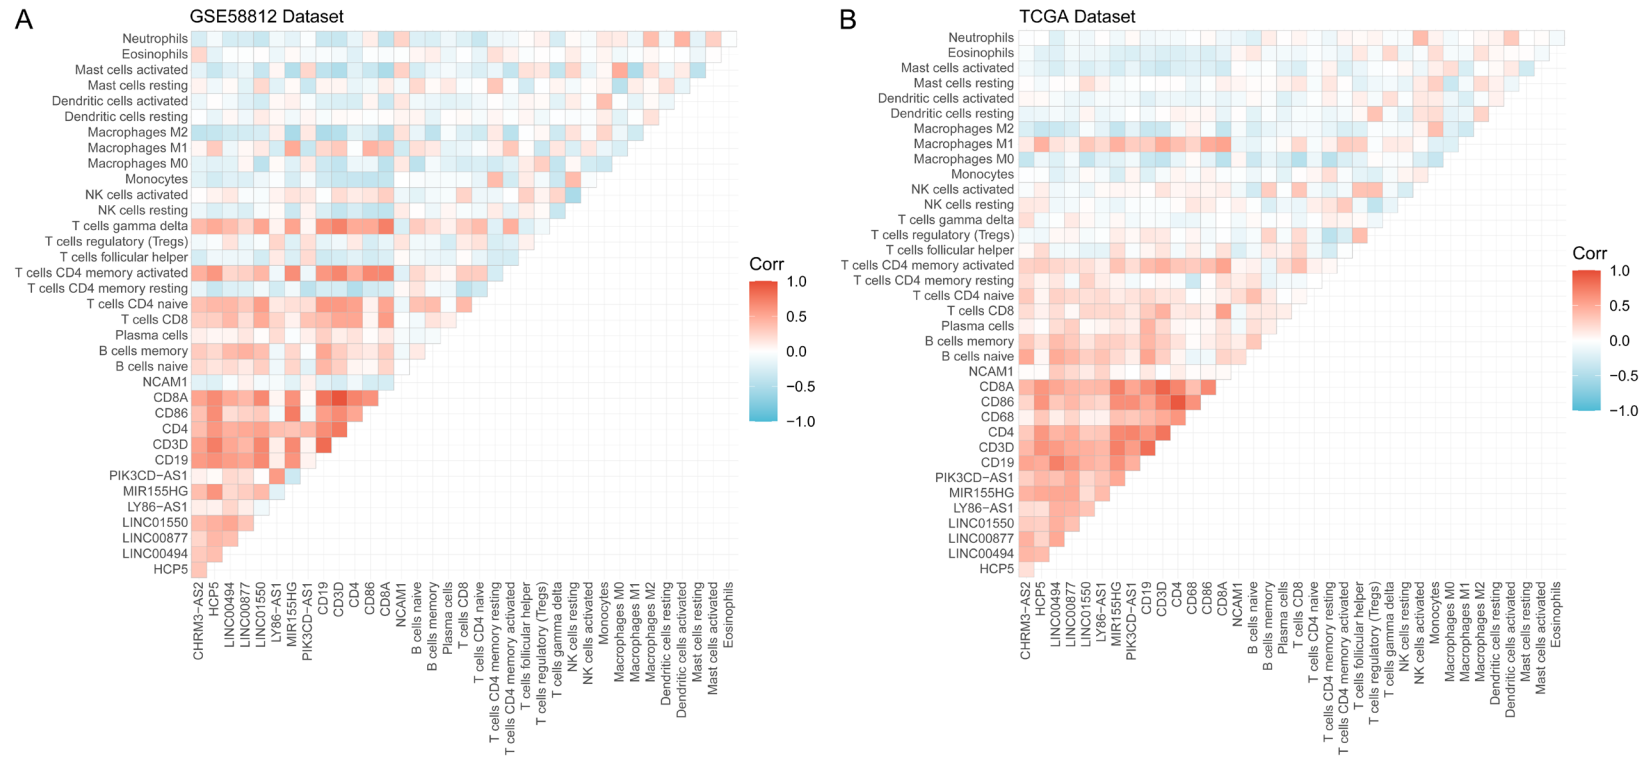 A
GSE58812 Dataset
Neutrophils
Eosinophils
Mast cells activated
Mast cells resting
Dendritic cells activated
Dendritic cells resting
Macrophages M2
Macrophages M1
Macrophages M0
Monocytes
NK cells activated
NK cells resting
T cells gamma delta
T cells regulatory (Tregs)
T cells follicular helper
T cells CD4 memory activated
T cells CD4 memory resting
T cells CD4 naive
T cells CD8
Plasma cells
B cells memory
B cells naive
NCAM1
CD8A
CD86
CD4
CD3D
CD19
PIK3CD−AS1
MIR155HG
LY86−AS1
LINC01550
LINC00877
LINC00494
HCP5
CHRM3−AS2
HCP5
LINC00494
LINC00877
LINC01550
LY86−AS1
MIR155HG
PIK3CD−AS1
CD19
CD3D
CD4
CD86
CD8A
NCAM1
B cells naive
B cells memory
Plasma cells
T cells CD8
T cells CD4 naive
T cells CD4 memory resting
T cells CD4 memory activated
T cells follicular helper
T cells regulatory (Tregs)
T cells gamma delta
NK cells resting
NK cells activated
Monocytes
Macrophages M0
Macrophages M1
Macrophages M2
Dendritic cells resting
Dendritic cells activated
Mast cells resting
Mast cells activated
Eosinophils
Corr
1.0
0.5
0.0
−0.5
−1.0
B
TCGA Dataset
Neutrophils
Eosinophils
Mast cells activated
Mast cells resting
Dendritic cells activated
Dendritic cells resting
Macrophages M2
Macrophages M1
Macrophages M0
Monocytes
NK cells activated
NK cells resting
T cells gamma delta
T cells regulatory (Tregs)
T cells follicular helper
T cells CD4 memory activated
T cells CD4 memory resting
T cells CD4 naive
T cells CD8
Plasma cells
B cells memory
B cells naive
NCAM1
CD8A
CD86
CD68
CD4
CD3D
CD19
PIK3CD−AS1
MIR155HG
LY86−AS1
LINC01550
LINC00877
LINC00494
HCP5
CHRM3−AS2
HCP5
LINC00494
LINC00877
LINC01550
LY86−AS1
MIR155HG
PIK3CD−AS1
CD19
CD3D
CD4
CD68
CD86
CD8A
NCAM1
B cells naive
B cells memory
Plasma cells
T cells CD8
T cells CD4 naive
T cells CD4 memory resting
T cells CD4 memory activated
T cells follicular helper
T cells regulatory (Tregs)
T cells gamma delta
NK cells resting
NK cells activated
Monocytes
Macrophages M0
Macrophages M1
Macrophages M2
Dendritic cells resting
Dendritic cells activated
Mast cells resting
Mast cells activated
Eosinophils
Corr
1.0
0.5
0.0
−0.5
−1.0